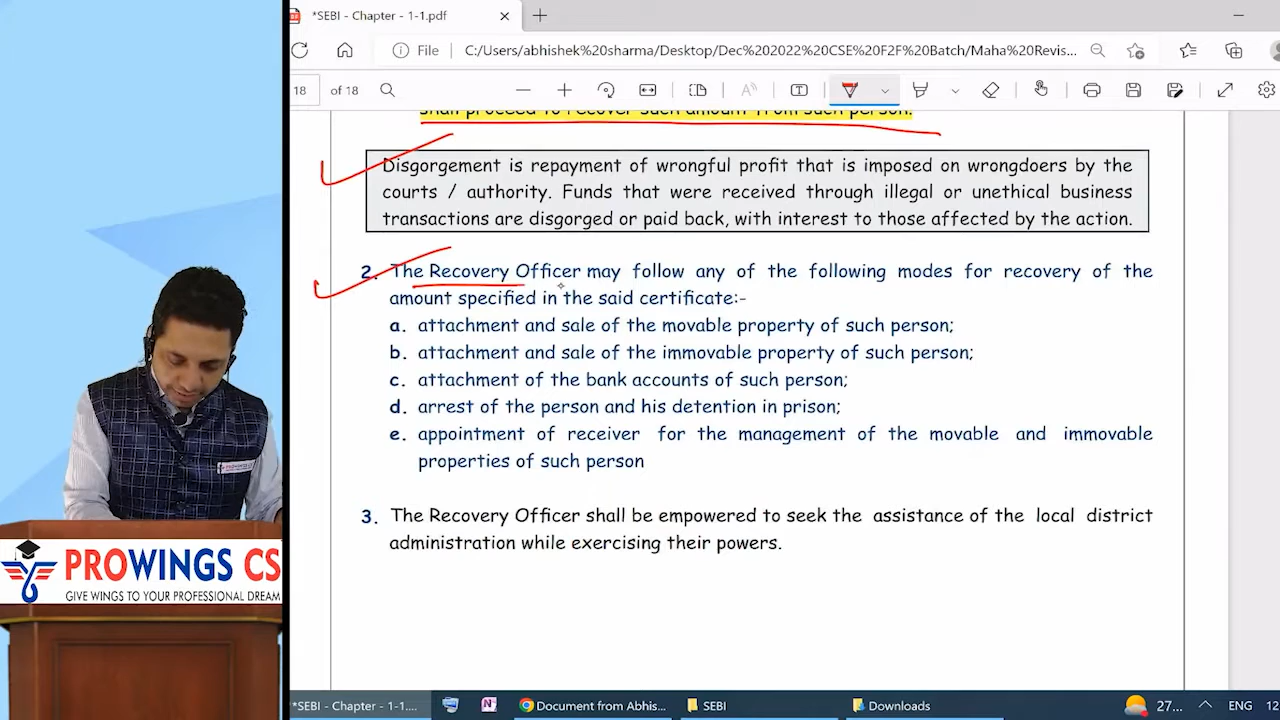 *SEBI - Chapter - 1-1.pdf
File C:/Users/abhishek%20sharma/Desktop/Dec%202022%20CSE%20F2F%20Batch/Maha%20Revis...
18 of 18
shall proceed to recover such amount from such person.
Disgorgement is repayment of wrongful profit that is imposed on wrongdoers by the
courts / authority. Funds that were received through illegal or unethical business
transactions are disgorged or paid back, with interest to those affected by the action.
2. The Recovery Officer may follow any of the following modes for recovery of the
amount specified in the said certificate:-
a. attachment and sale of the movable property of such person;
b. attachment and sale of the immovable property of such person;
c. attachment of the bank accounts of such person;
d. arrest of the person and his detention in prison;
e. appointment of receiver for the management of the movable and immovable
properties of such person
3. The Recovery Officer shall be empowered to seek the assistance of the local district
administration while exercising their powers.
PROWINGS CS
PROWINGS CS
GIVE WINGS TO YOUR PROFESSIONAL DREAM
*SEBI - Chapter - 1-1.... Document from Abhis... SEBI Downloads 27... ENG 12